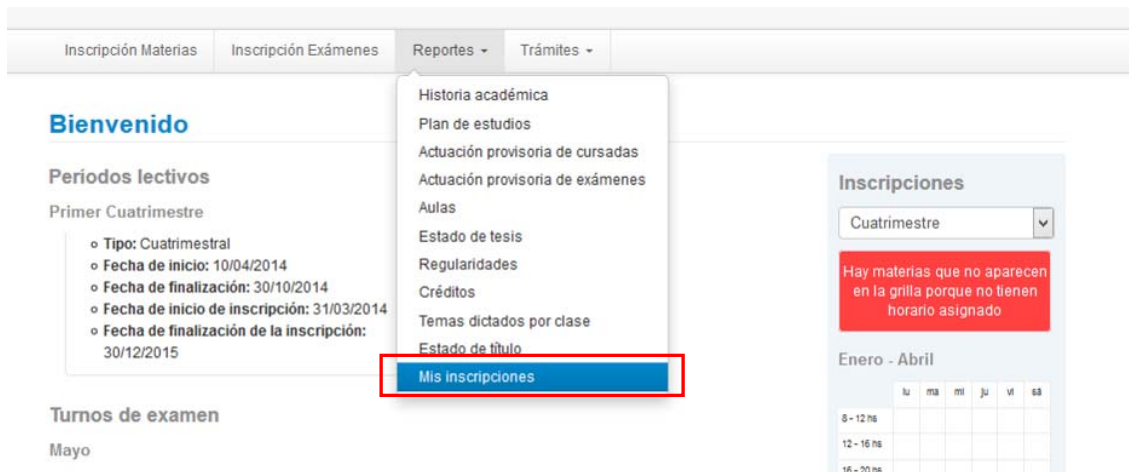 Inscripción Materias
Inscripción Exámenes
Reportes
Trámites
Historia académica
Plan de estudios
Actuación provisoria de cursadas
Actuación provisoria de exámenes
Aulas
Estado de tesis
Regularidades
Créditos
Temas dictados por clase
Estado de título
Mis inscripciones
Bienvenido
Períodos lectivos
Primer Cuatrimestre
Tipo: Cuatrimestral
Fecha de inicio: 10/04/2014
Fecha de finalización: 30/10/2014
Fecha de inicio de inscripción: 31/03/2014
Fecha de finalización de la inscripción:
30/12/2015
Turnos de examen
Mayo
Inscripciones
Cuatrimestre
Hay materias que no aparecen
en la grilla porque no tienen
horario asignado
Enero - Abril
lu ma mi ju vi sá
8 - 12 hs
12 - 16 hs
16 - 20 hs